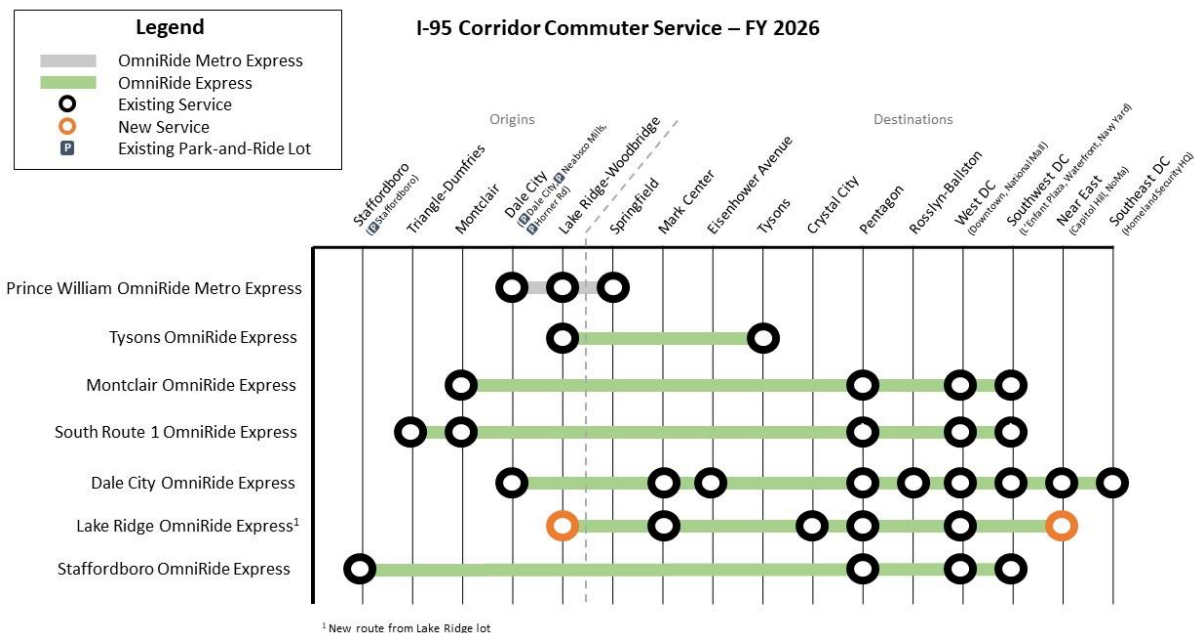 Legend
OmniRide Metro Express
OmniRide Express
Existing Service
New Service
P Existing Park-and-Ride Lot
I-95 Corridor Commuter Service – FY 2026
Origins
Destinations
Staffordboro
(P Staffordboro)
Triangle-Dumfries
Montclair
Dale City
(P Dale City, P Neabsco Mills,
P Horner Rd)
Lake Ridge-Woodbridge
Springfield
Mark Center
Eisenhower Avenue
Tysons
Crystal City
Pentagon
Rosslyn-Ballston
West DC
(Downtown, National Mall)
Southwest DC
(L'Enfant Plaza, Waterfront, Navy Yard)
Near East
(Capitol Hill, NoMa)
Southeast DC
(Homeland Security HQ)
Prince William OmniRide Metro Express
Tysons OmniRide Express
Montclair OmniRide Express
South Route 1 OmniRide Express
Dale City OmniRide Express
Lake Ridge OmniRide Express¹
Staffordboro OmniRide Express
¹ New route from Lake Ridge lot